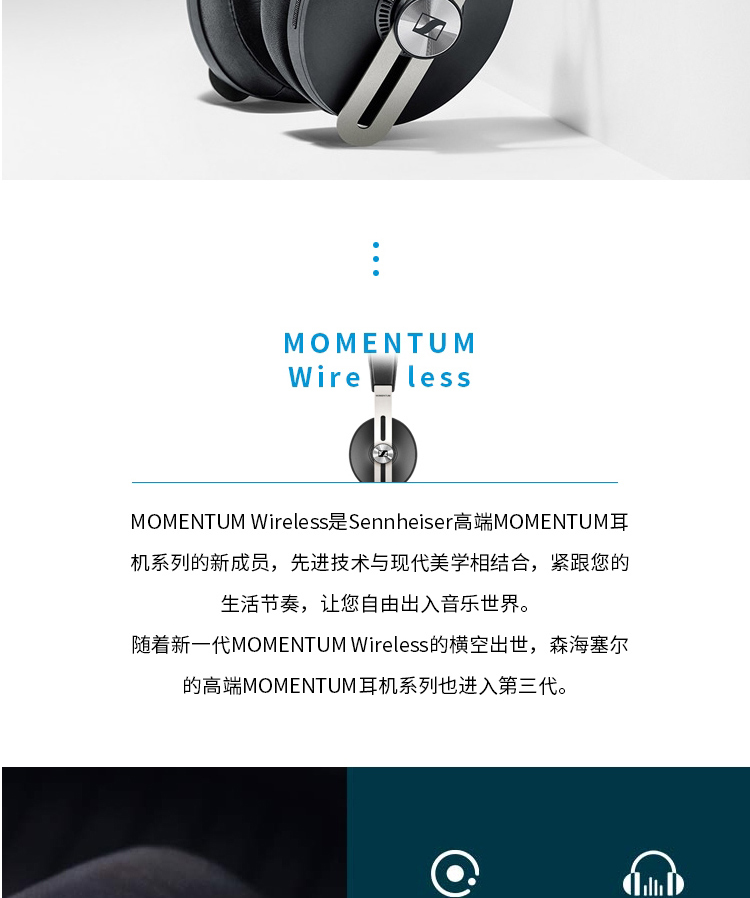 MOMENTUM
Wireless
MOMENTUM Wireless是Sennheiser高端MOMENTUM耳
机系列的新成员，先进技术与现代美学相结合，紧跟您的
生活节奏，让您自由出入音乐世界。
随着新一代MOMENTUM Wireless的横空出世，森海塞尔
的高端MOMENTUM耳机系列也进入第三代。